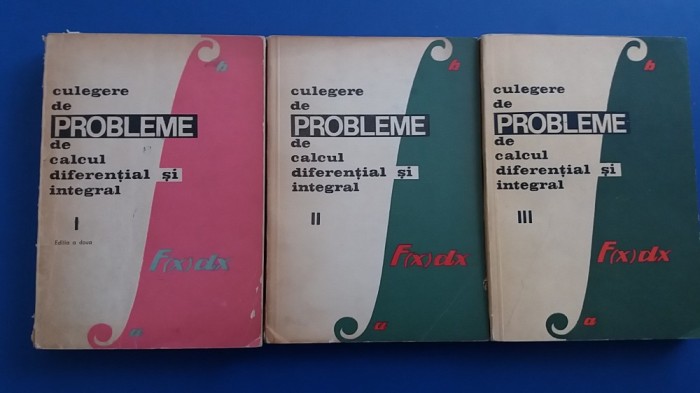 culegere
de
PROBLEME
de
calcul
diferențial și
integral
I
Ediție a doua
b
F(x)dx
a
culegere
de
PROBLEME
de
calcul
diferențial și
integral
II
b
F(x)dx
a
culegere
de
PROBLEME
de
calcul
diferențial și
integral
III
b
F(x)dx
a